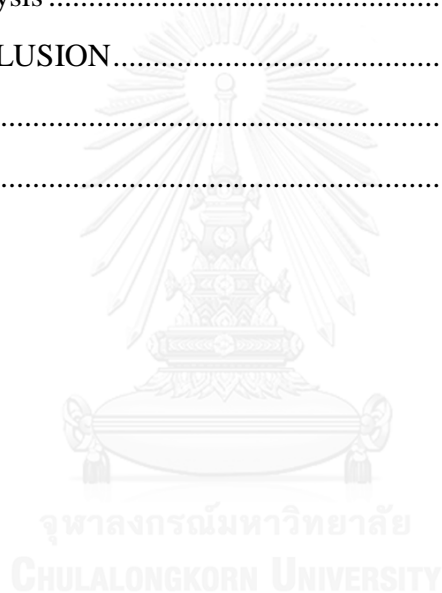 ysis ........................................................
LUSION................................................
................................................................
................................................................
จุฬาลงกรณ์มหาวิทยาลัย
CHULALONGKORN UNIVERSITY